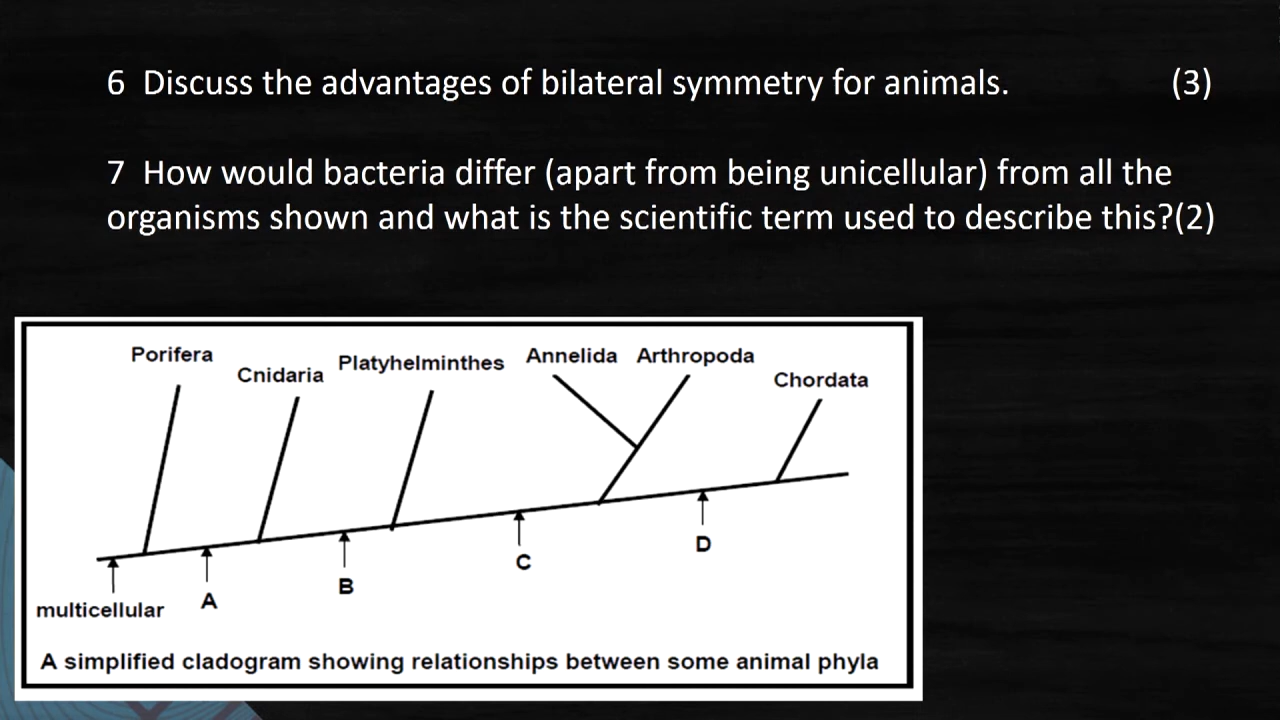 6 Discuss the advantages of bilateral symmetry for animals. (3)
7 How would bacteria differ (apart from being unicellular) from all the
organisms shown and what is the scientific term used to describe this?(2)
Porifera
Cnidaria
Platyhelminthes
Annelida
Arthropoda
Chordata
multicellular
A
B
C
D
A simplified cladogram showing relationships between some animal phyla